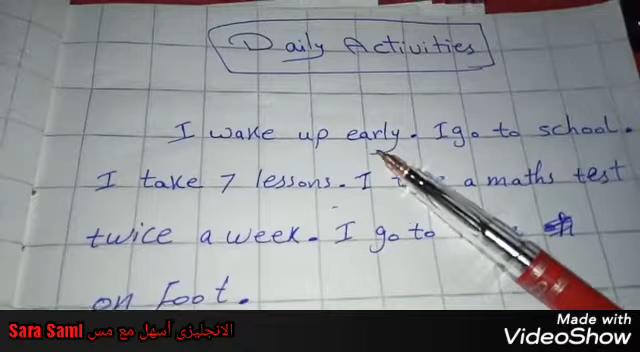 Daily Activities
I wake up early. I go to school.
I take 7 lessons. I a maths test
twice a week. I go to
on foot.
Made with
VideoShow
Sara Sami الانجليزى أسهل مع مس